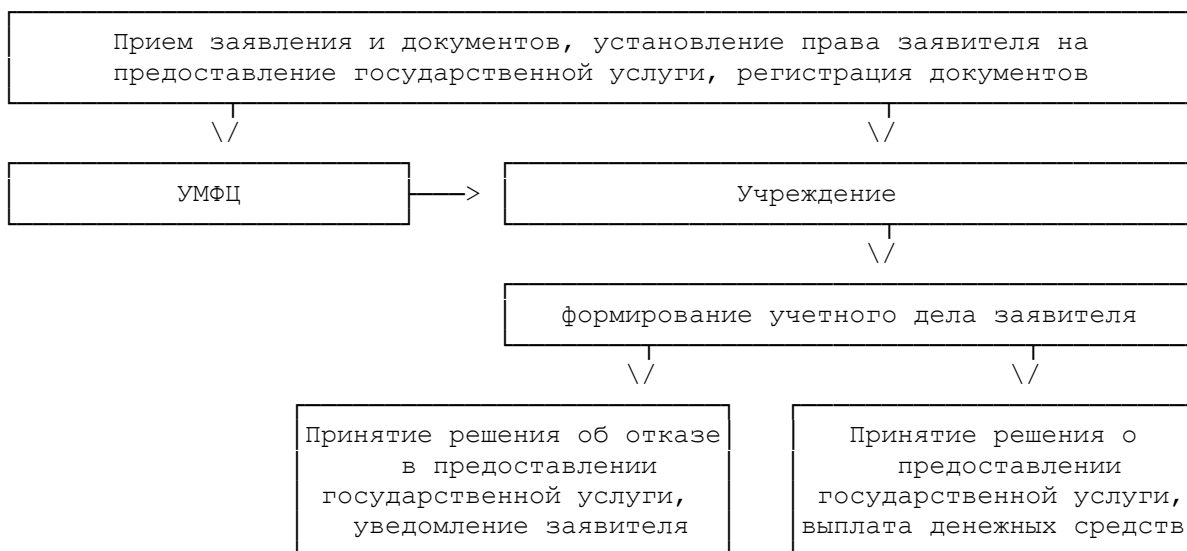 Прием заявления и документов, установление права заявителя на
предоставление государственной услуги, регистрация документов
УМФЦ
Учреждение
формирование учетного дела заявителя
Принятие решения об отказе
в предоставлении
государственной услуги,
уведомление заявителя
Принятие решения о
предоставлении
государственной услуги,
выплата денежных средств